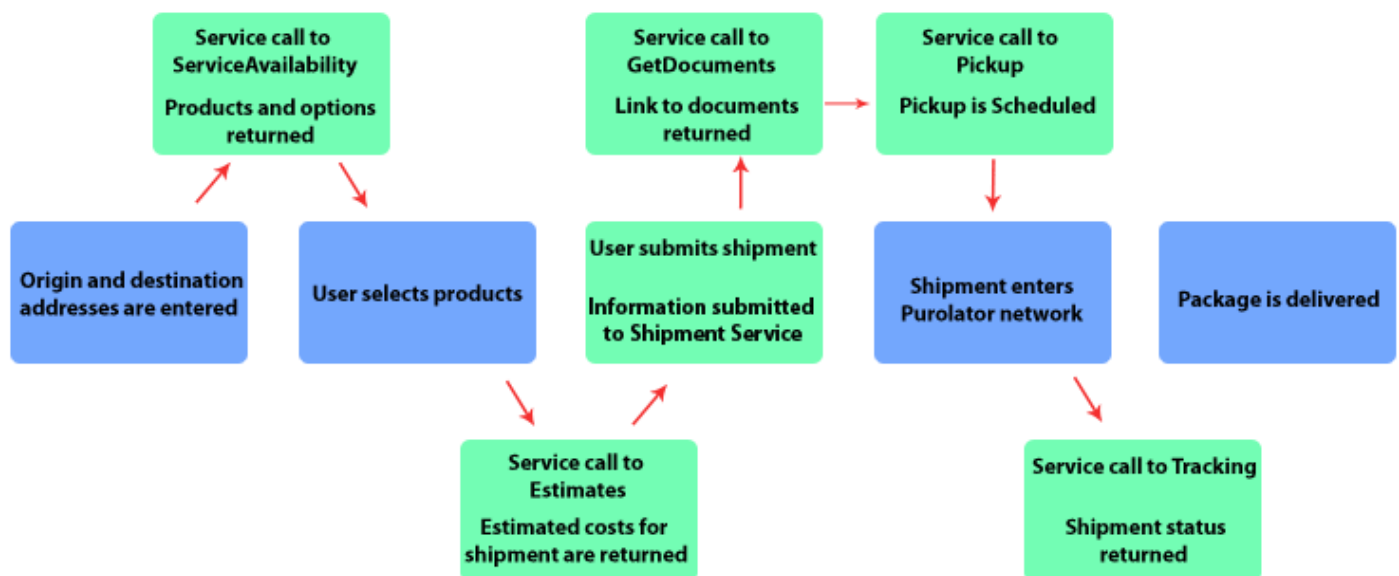 Service call to
ServiceAvailability
Products and options
returned
Service call to
GetDocuments
Link to documents
returned
Service call to
Pickup
Pickup is Scheduled
Origin and destination
addresses are entered
User selects products
User submits shipment
Information submitted
to Shipment Service
Shipment enters
Purolator network
Package is delivered
Service call to
Estimates
Estimated costs for
shipment are returned
Service call to Tracking
Shipment status
returned